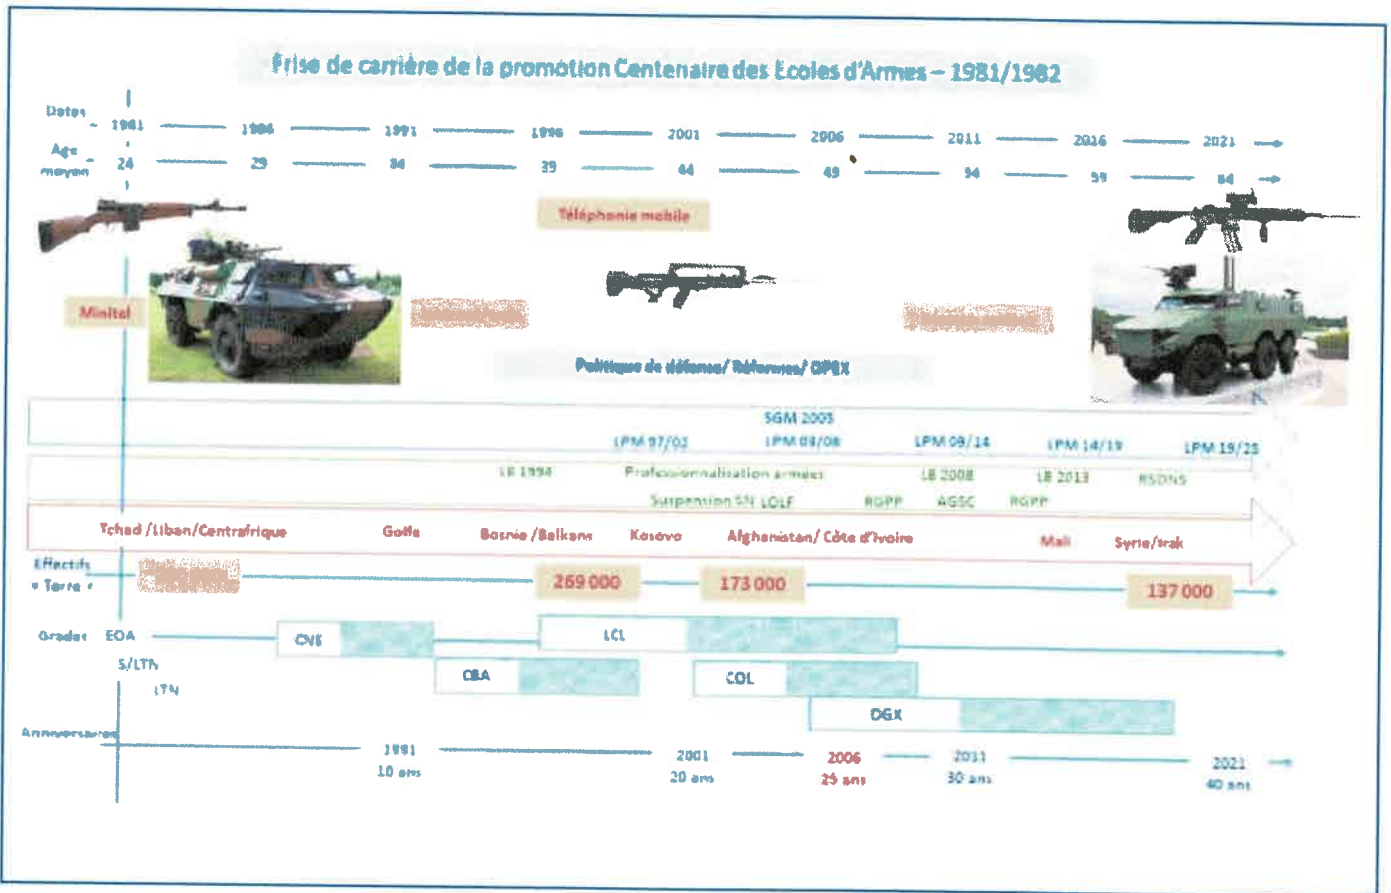 Frise de carrière de la promotion Centenaire des Ecoles d'Armes – 1981/1982
Dates 1981 1986 1991 1996 2001 2006 2011 2016 2021
Age moyen 24 29 34 39 44 49 54 59 64
Téléphonie mobile
Minitel
Politique de défense/ Réformes/ OPEX
SGM 2005
LPM 97/02 LPM 03/08 LPM 09/14 LPM 14/19 LPM 19/25
LB 1994 Professionnalisation armées LB 2008 LB 2013 RSDNS
Suspension SN LOLF RGPP AGSC RGPP
Tchad /Liban/Centrafrique Golfe Bosnie /Balkans Kosovo Afghanistan/ Côte d'Ivoire Mali Syrie/Irak
Effectifs « Terre » 269 000 173 000 137 000
Grades EOA CNE LCL
S/LTN CBA COL
LTN
OGX
Anniversaires 1991 2001 2006 2011 2021
10 ans 20 ans 25 ans 30 ans 40 ans